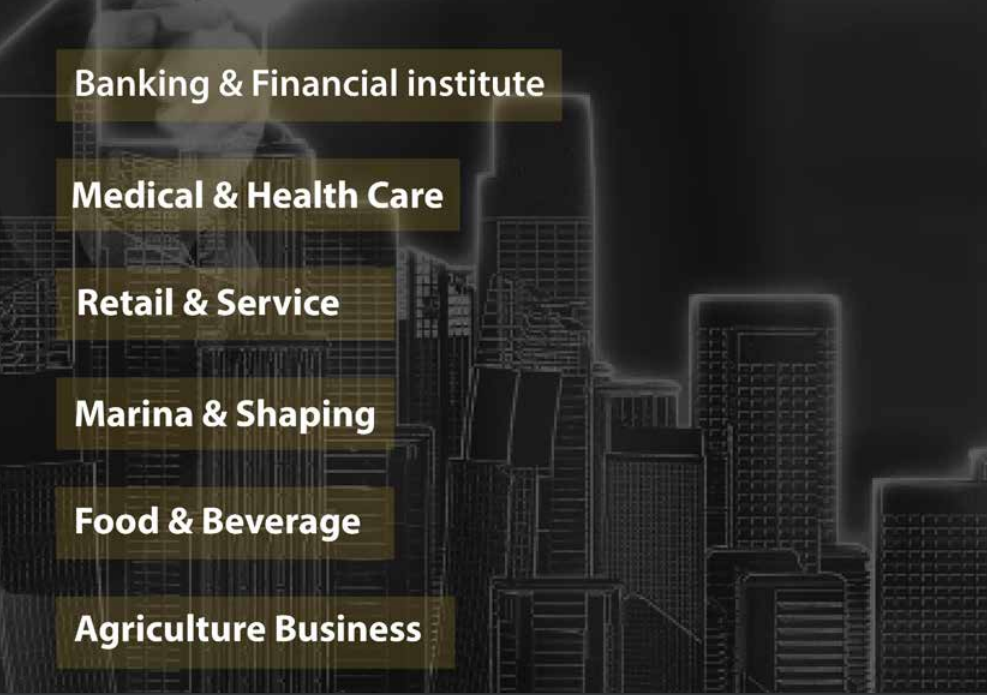 Banking & Financial institute
Medical & Health Care
Retail & Service
Marina & Shaping
Food & Beverage
Agriculture Business